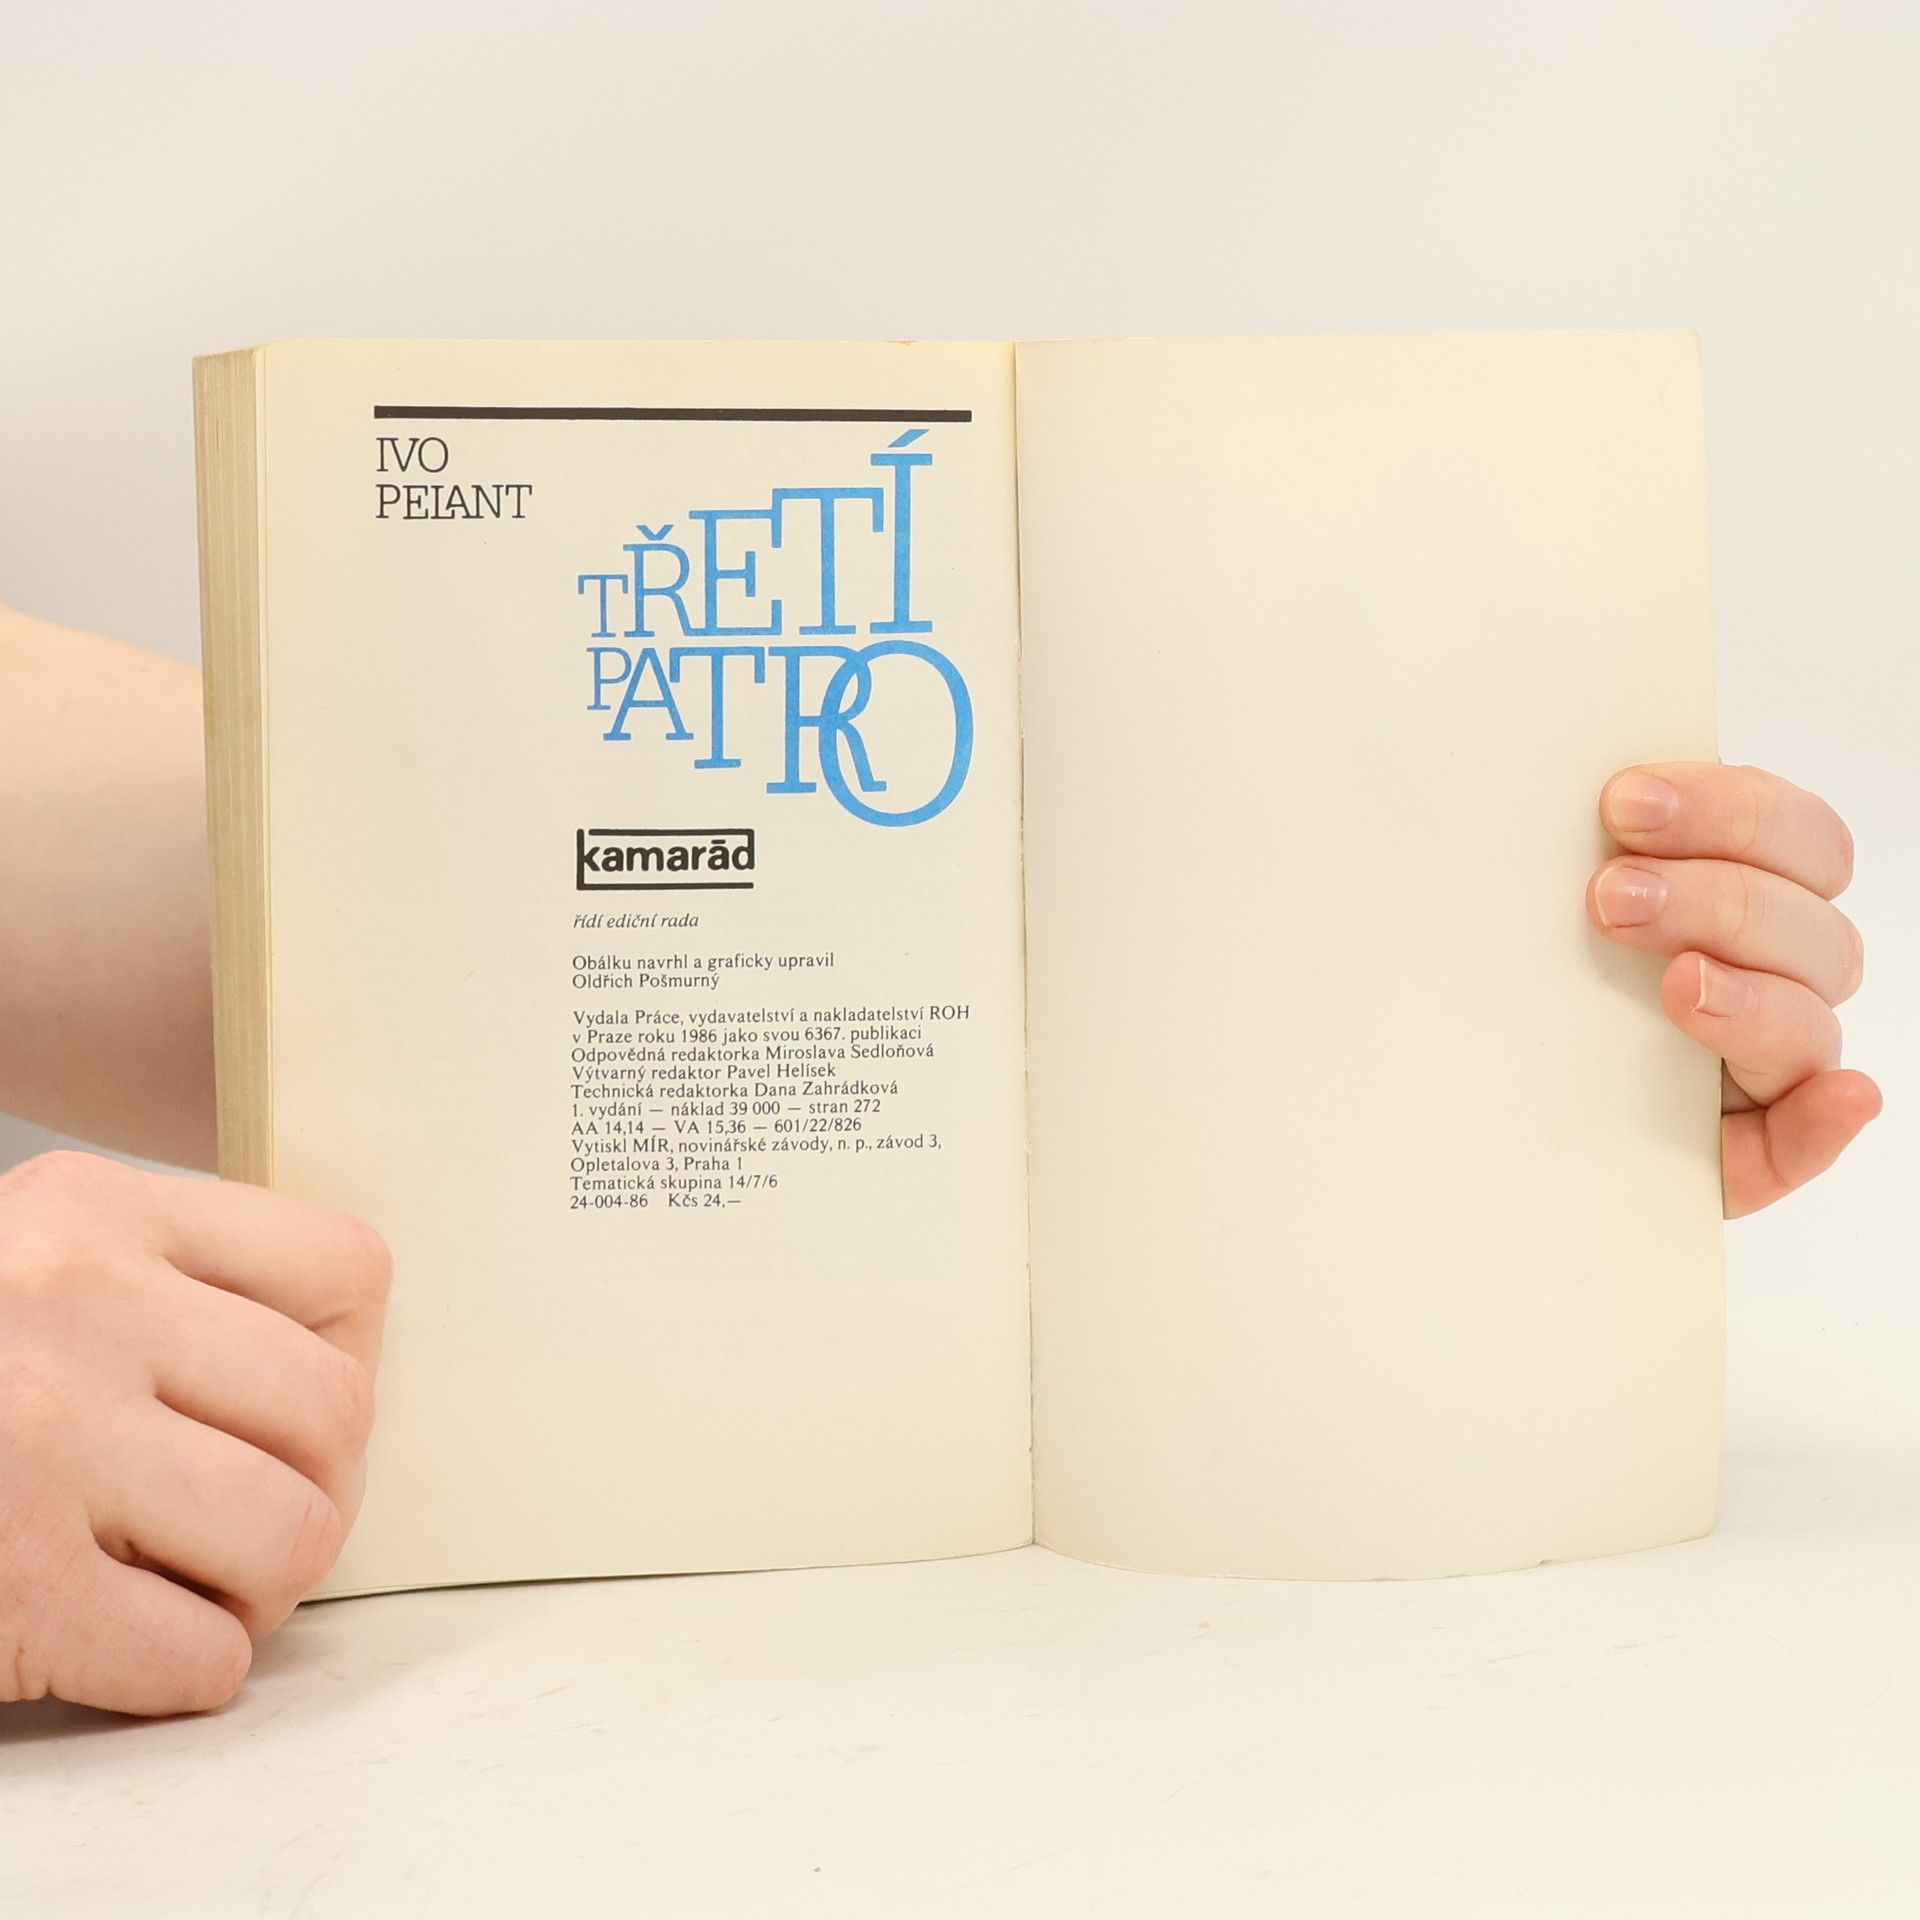 IVO
PELANT
TŘETÍ
PATRO
kamarād
řídí ediční rada
Obálku navrhl a graficky upravil
Oldřich Pošmurný
Vydala Práce, vydavatelství a nakladatelství ROH
v Praze roku 1986 jako svou 6367. publikaci
Odpovědná redaktorka Miroslava Sedloňová
Výtvarný redaktor Pavel Helísek
Technická redaktorka Dana Zahrádková
1. vydání — náklad 39 000 — stran 272
AA 14,14 — VA 15,36 — 601/22/826
Vytiskl MÍR, novinářské závody, n. p., závod 3,
Opletalova 3, Praha 1
Tematická skupina 14/7/6
24-004-86 Kčs 24,—